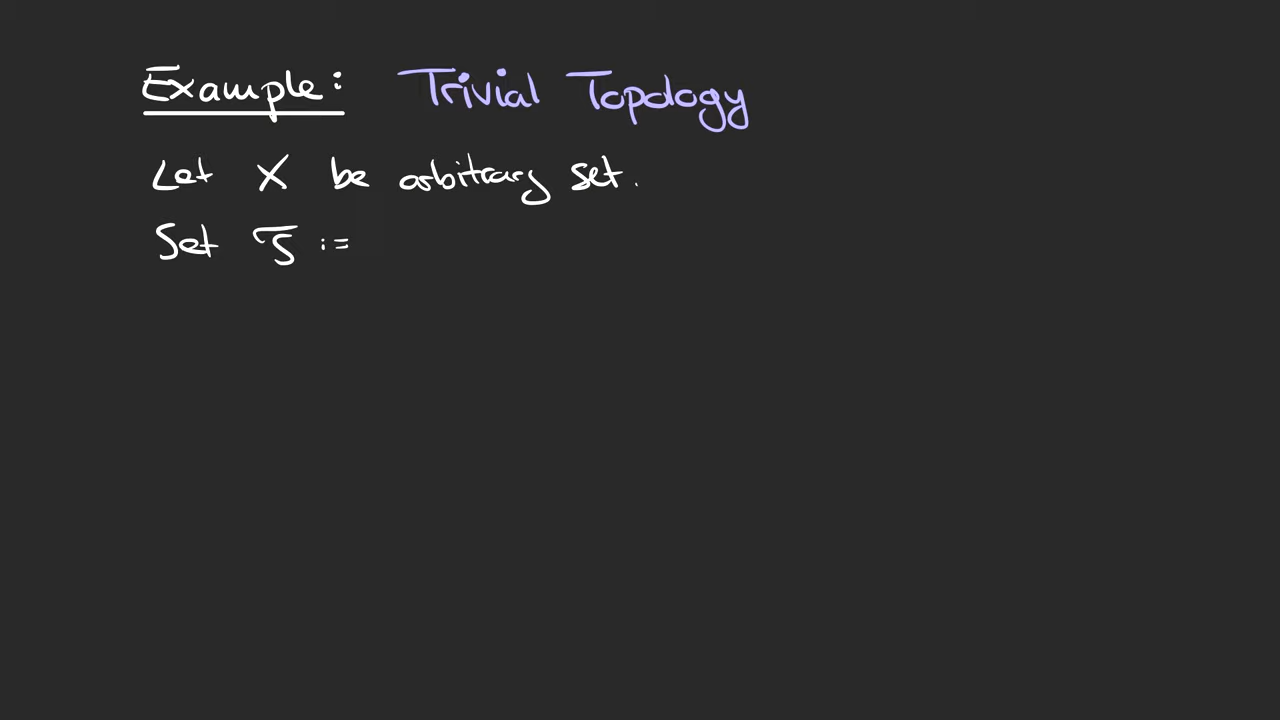 Example: Trivial Topology
Let X be arbitrary set.
Set 𝒯 :=